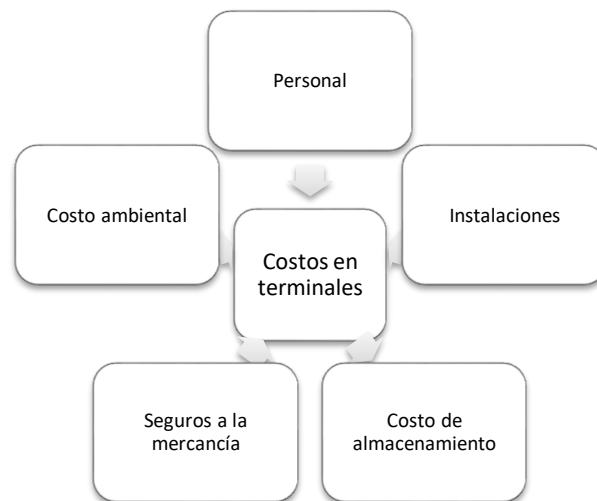 Personal
Costo ambiental
Instalaciones
Costos en
terminales
Seguros a la
mercancía
Costo de
almacenamiento